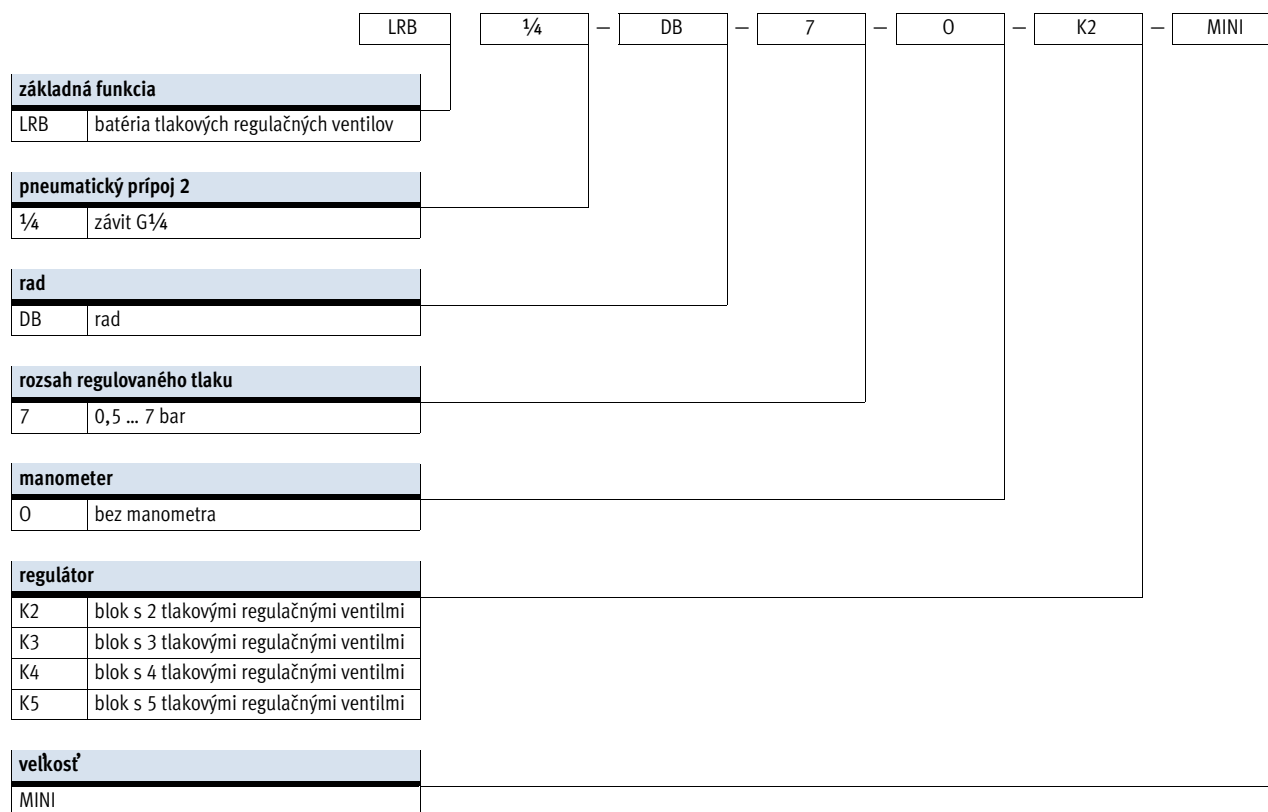 LRB ¼ – DB – 7 – O – K2 – MINI
základná funkcia
LRB batéria tlakových regulačných ventilov
pneumatický prípoj 2
¼ závit G¼
rad
DB rad
rozsah regulovaného tlaku
7 0,5 … 7 bar
manometer
O bez manometra
regulátor
K2 blok s 2 tlakovými regulačnými ventilmi
K3 blok s 3 tlakovými regulačnými ventilmi
K4 blok s 4 tlakovými regulačnými ventilmi
K5 blok s 5 tlakovými regulačnými ventilmi
veľkosť
MINI